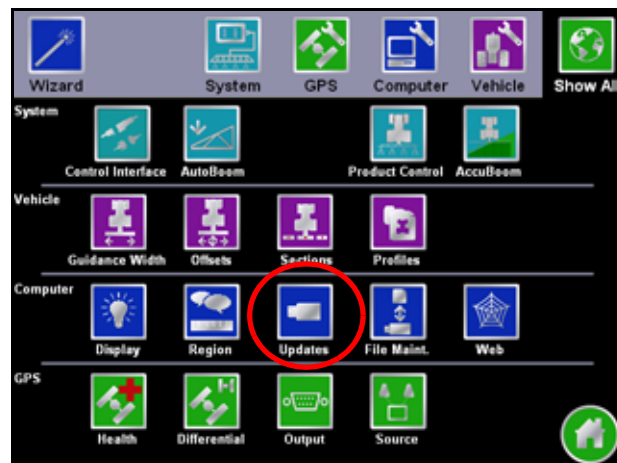 Wizard System GPS Computer Vehicle Show All
System
Control Interface AutoBoom Product Control AccuBoom
Vehicle
Guidance Width Offsets Sections Profiles
Computer
Display Region Updates File Maint. Web
GPS
Health Differential Output Source